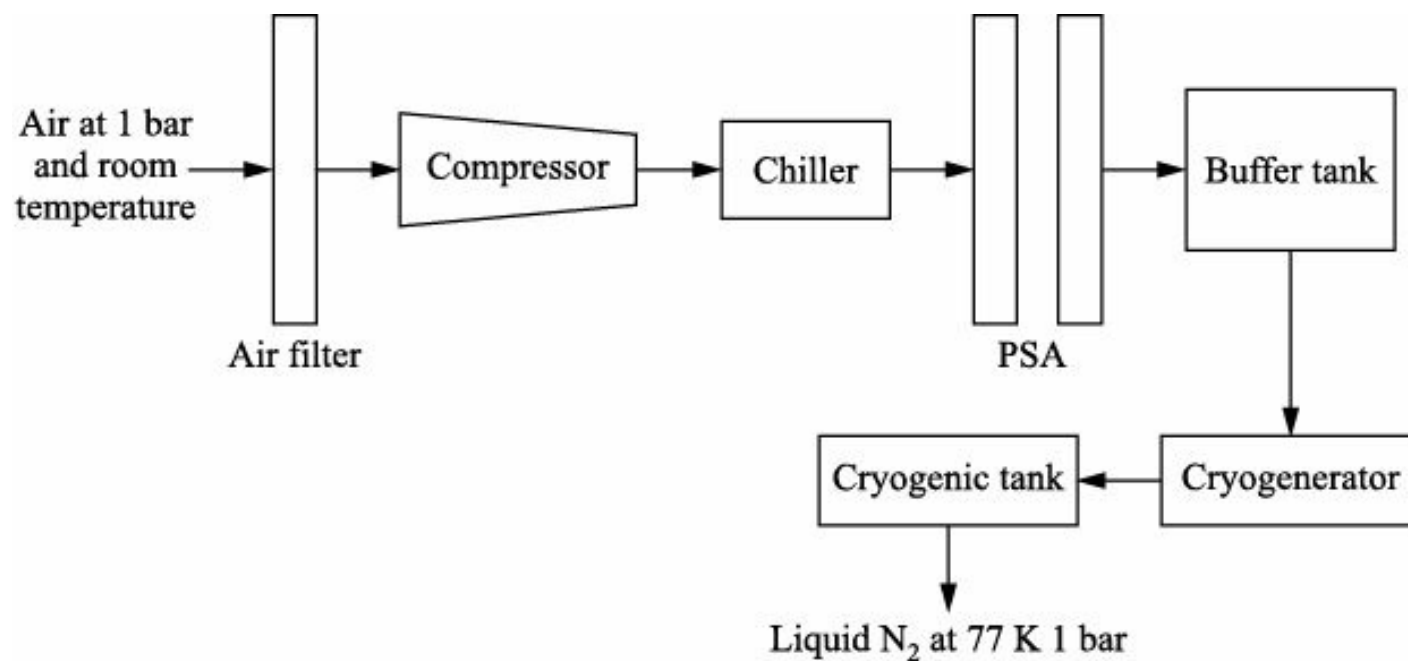 Air at 1 bar
and room
temperature
Compressor
Chiller
Buffer tank
Air filter
PSA
Cryogenic tank
Cryogenerator
Liquid N₂ at 77 K 1 bar